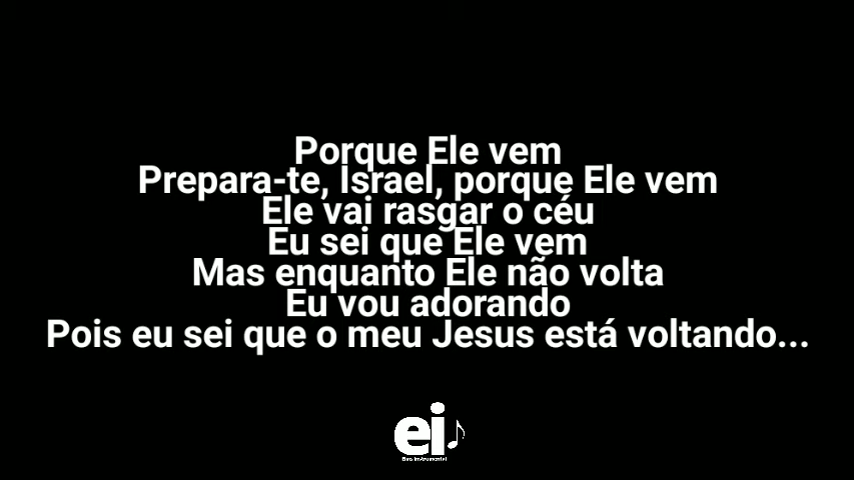 Porque Ele vem
Prepara-te, Israel, porque Ele vem
Ele vai rasgar o céu
Eu sei que Ele vem
Mas enquanto Ele não volta
Eu vou adorando
Pois eu sei que o meu Jesus está voltando...
ei